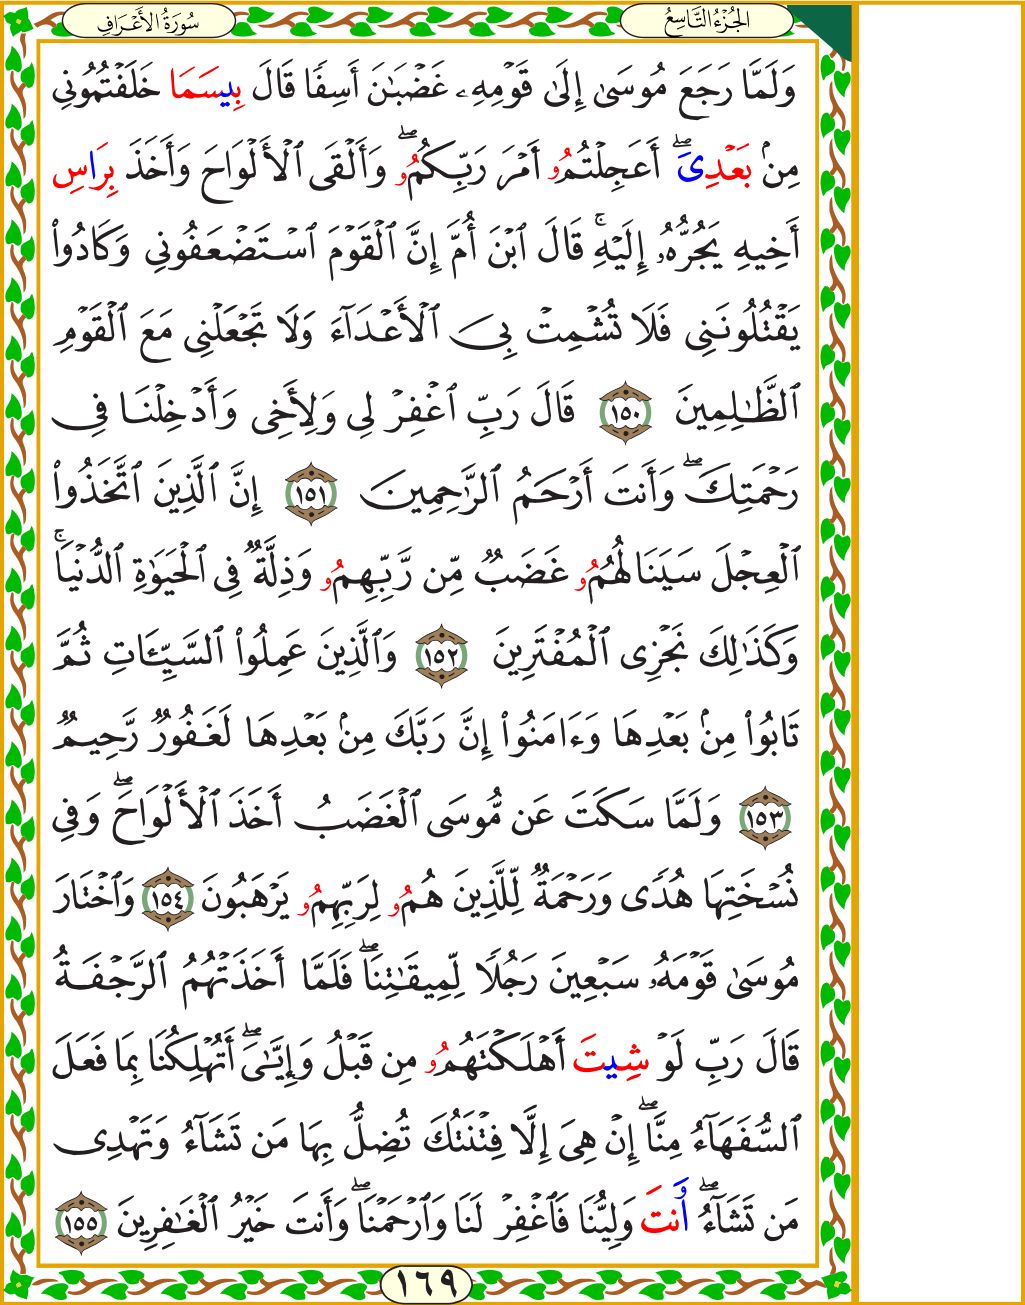 الجُزْءُ التَّاسِعُ
سُورَةُ الأَعْرَافِ
وَلَمَّا رَجَعَ مُوسَىٰ إِلَىٰ قَوْمِهِۦ غَضْبَٰنَ أَسِفٗا قَالَ بِيسَمَا خَلَفْتُمُونِي
مِنۢ بَعْدِيَۖ أَعَجِلْتُمُۥ أَمْرَ رَبِّكُمُۥۖ وَأَلْقَى ٱلْأَلْوَاحَ وَأَخَذَ بِرَاسِ
أَخِيهِ يَجُرُّهُۥ إِلَيْهِۚ قَالَ ٱبْنَ أُمَّ إِنَّ ٱلْقَوْمَ ٱسْتَضْعَفُونِي وَكَادُوا۟
يَقْتُلُونَنِي فَلَا تُشْمِتْ بِيَ ٱلْأَعْدَآءَ وَلَا تَجْعَلْنِي مَعَ ٱلْقَوْمِ
ٱلظَّٰلِمِينَ ١٥٠ قَالَ رَبِّ ٱغْفِرْ لِي وَلِأَخِي وَأَدْخِلْنَا فِي
رَحْمَتِكَۖ وَأَنتَ أَرْحَمُ ٱلرَّٰحِمِينَ ١٥١ إِنَّ ٱلَّذِينَ ٱتَّخَذُوا۟
ٱلْعِجْلَ سَيَنَالُهُمُۥ غَضَبٞ مِّن رَّبِّهِمُۥ وَذِلَّةٞ فِي ٱلْحَيَوٰةِ ٱلدُّنْيَاۚ
وَكَذَٰلِكَ نَجْزِي ٱلْمُفْتَرِينَ ١٥٢ وَٱلَّذِينَ عَمِلُوا۟ ٱلسَّيِّـَٔاتِ ثُمَّ
تَابُوا۟ مِنۢ بَعْدِهَا وَءَامَنُوا۟ إِنَّ رَبَّكَ مِنۢ بَعْدِهَا لَغَفُورٞ رَّحِيمٞ
١٥٣ وَلَمَّا سَكَتَ عَن مُّوسَى ٱلْغَضَبُ أَخَذَ ٱلْأَلْوَاحَۖ وَفِي
نُسْخَتِهَا هُدٗى وَرَحْمَةٞ لِّلَّذِينَ هُمُۥ لِرَبِّهِمُۥ يَرْهَبُونَ ١٥٤ وَٱخْتَارَ
مُوسَىٰ قَوْمَهُۥ سَبْعِينَ رَجُلٗا لِّمِيقَٰتِنَاۖ فَلَمَّا أَخَذَتْهُمُ ٱلرَّجْفَةُ
قَالَ رَبِّ لَوْ شِيتَ أَهْلَكْتَهُمُۥ مِن قَبْلُ وَإِيَّٰىَۖ أَتُهْلِكُنَا بِمَا فَعَلَ
ٱلسُّفَهَآءُ مِنَّاۖ إِنْ هِيَ إِلَّا فِتْنَتُكَ تُضِلُّ بِهَا مَن تَشَآءُ وَتَهْدِي
مَن تَشَآءُۖ وَنتَ وَلِيُّنَا فَٱغْفِرْ لَنَا وَٱرْحَمْنَاۖ وَأَنتَ خَيْرُ ٱلْغَٰفِرِينَ ١٥٥
١٦٩